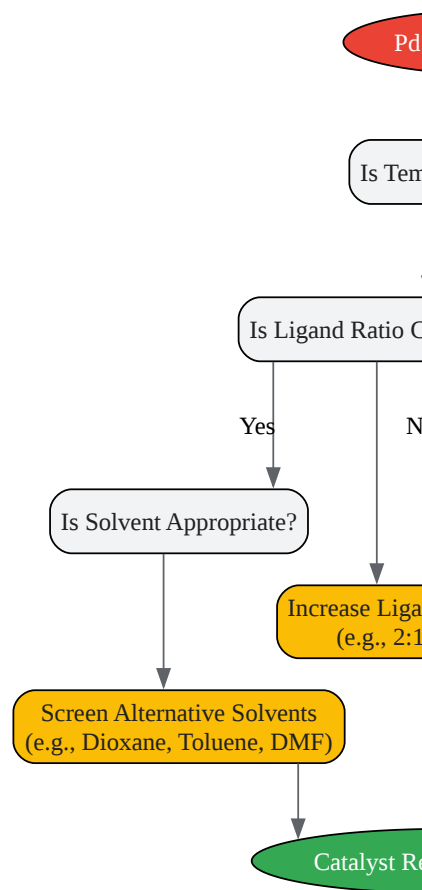 Pd
Is Tem
Is Ligand Ratio C
Yes
N
Is Solvent Appropriate?
Increase Liga
(e.g., 2:1
Screen Alternative Solvents
(e.g., Dioxane, Toluene, DMF)
Catalyst Re